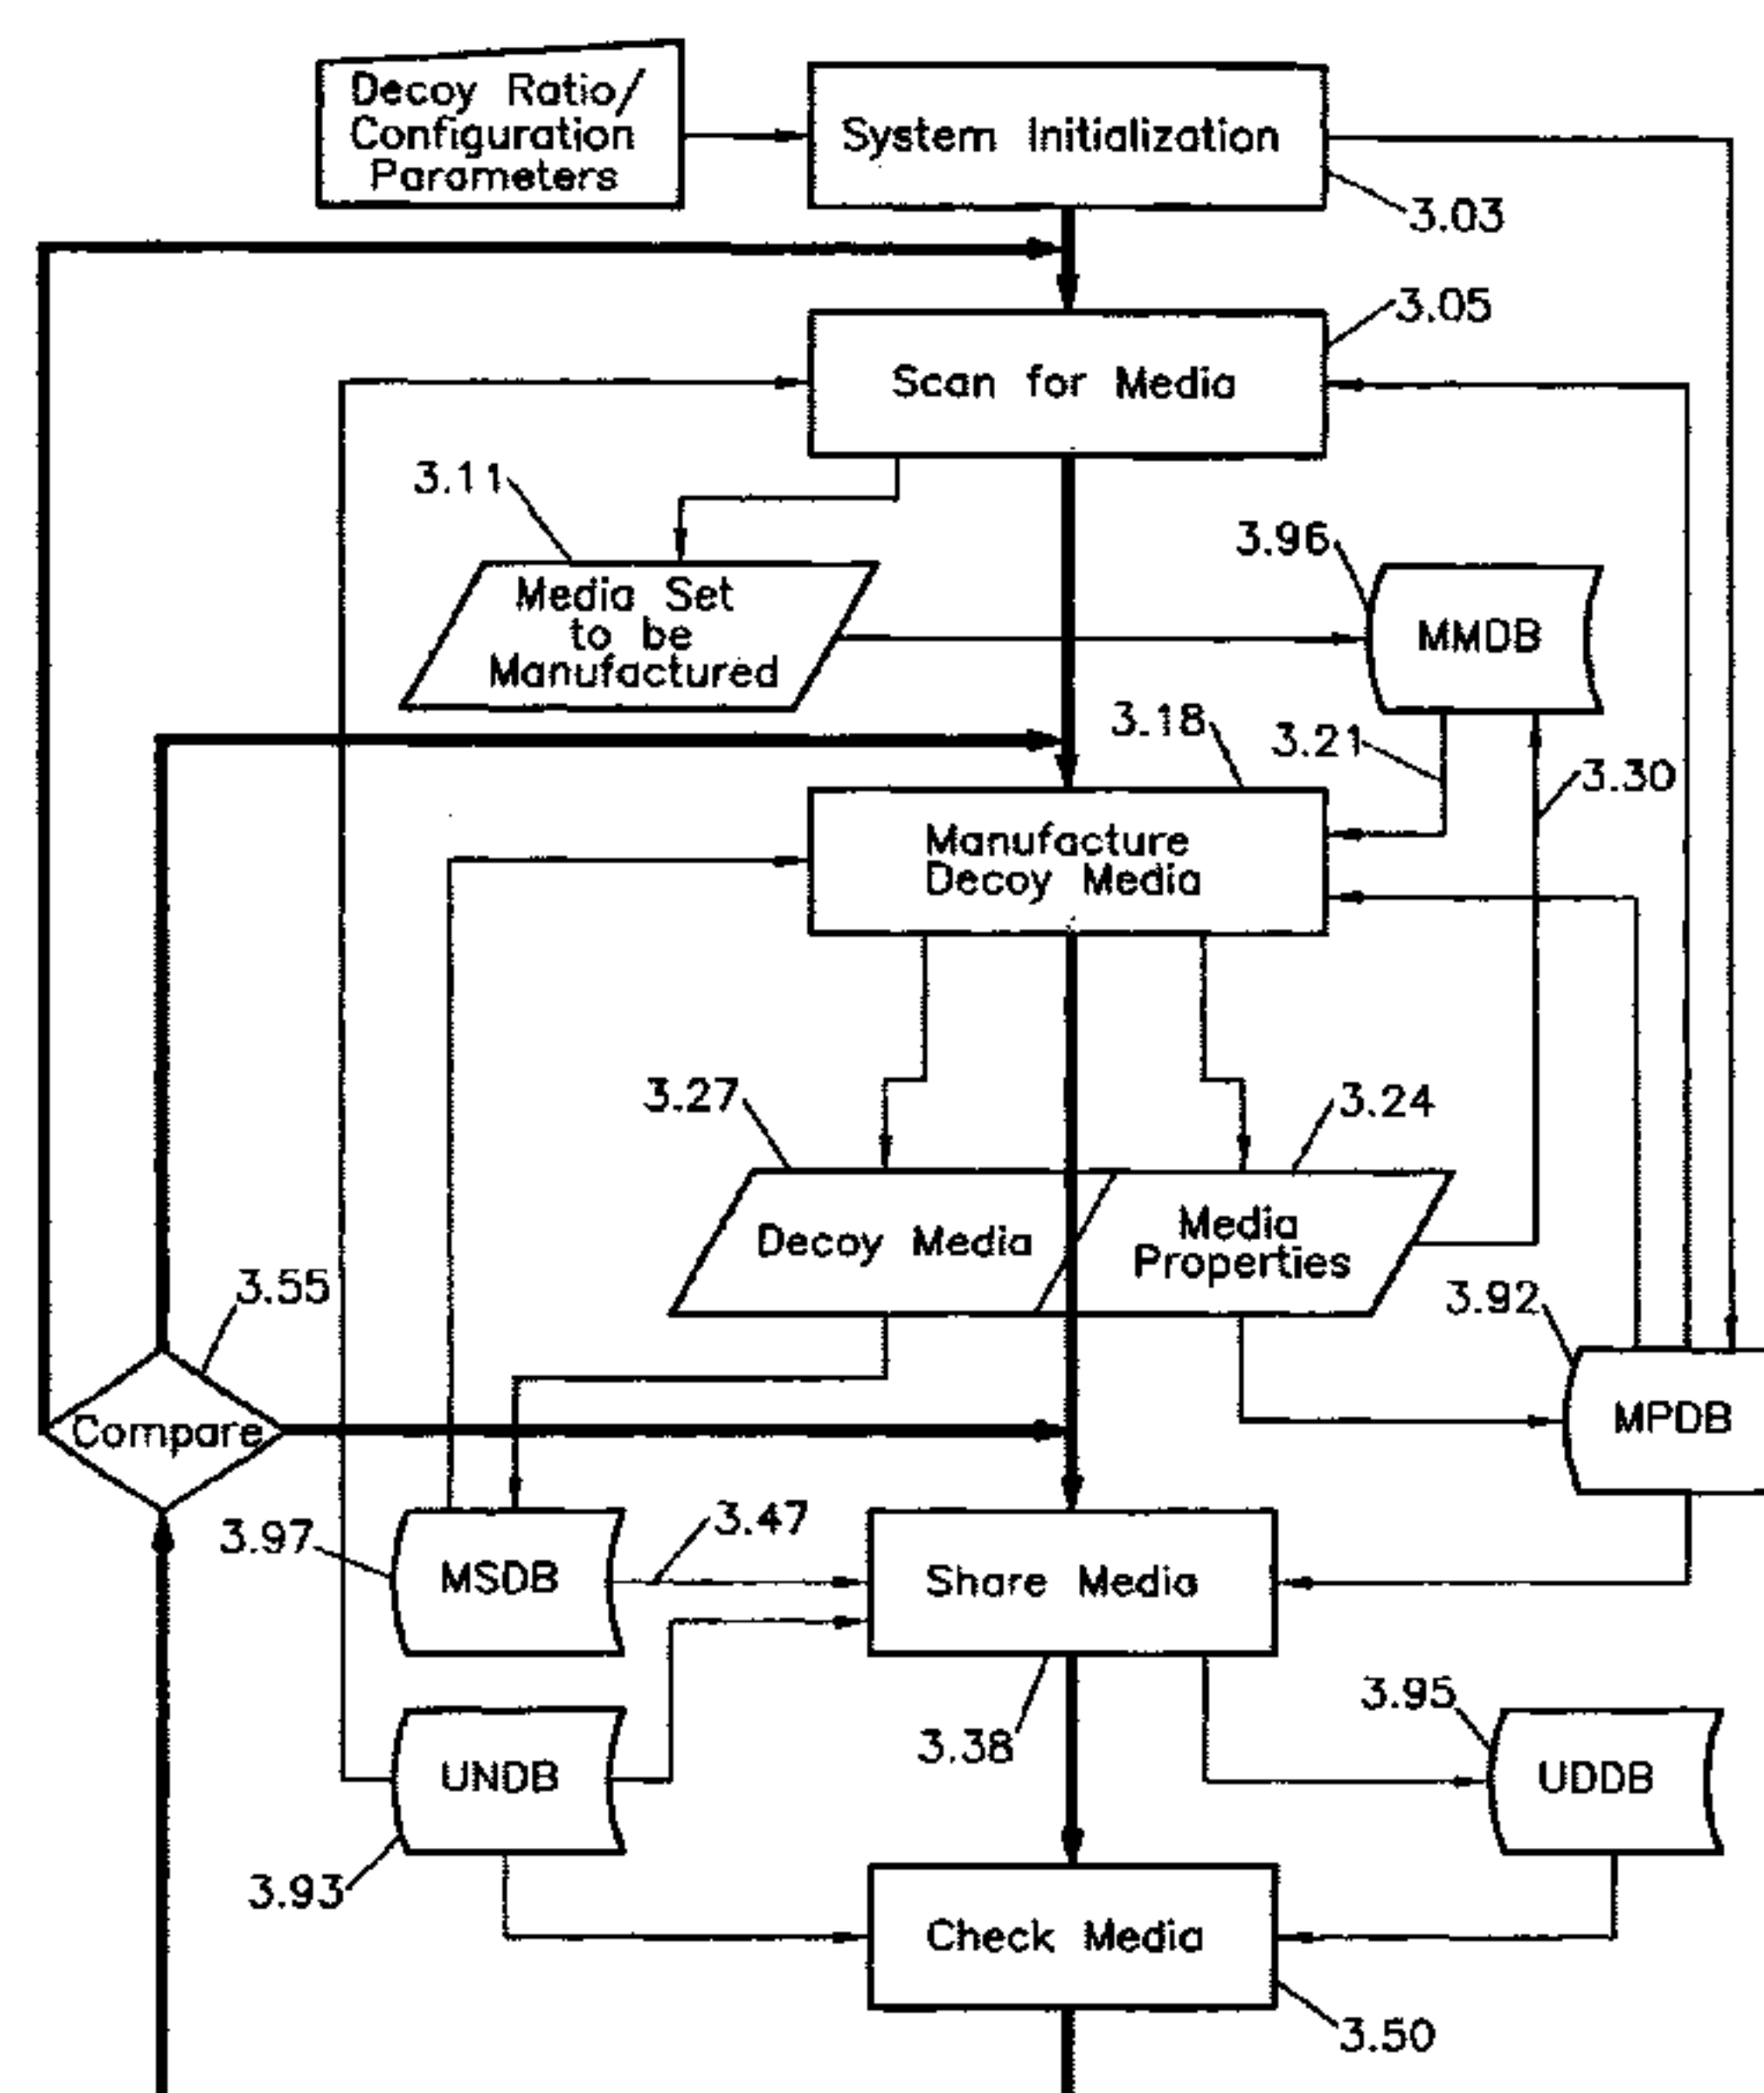 Decoy Ratio/
Configuration
Parameters
System Initialization
3.03
3.05
Scan for Media
3.11
3.96
Media Set
to be
Manufactured
MMDB
3.18
3.21
3.30
Manufacture
Decoy Media
3.27
3.24
Decoy Media
Media
Properties
3.55
3.92
Compare
MPDB
3.97
3.47
MSDB
Share Media
3.38
3.95
UNDB
UDDB
3.93
Check Media
3.50